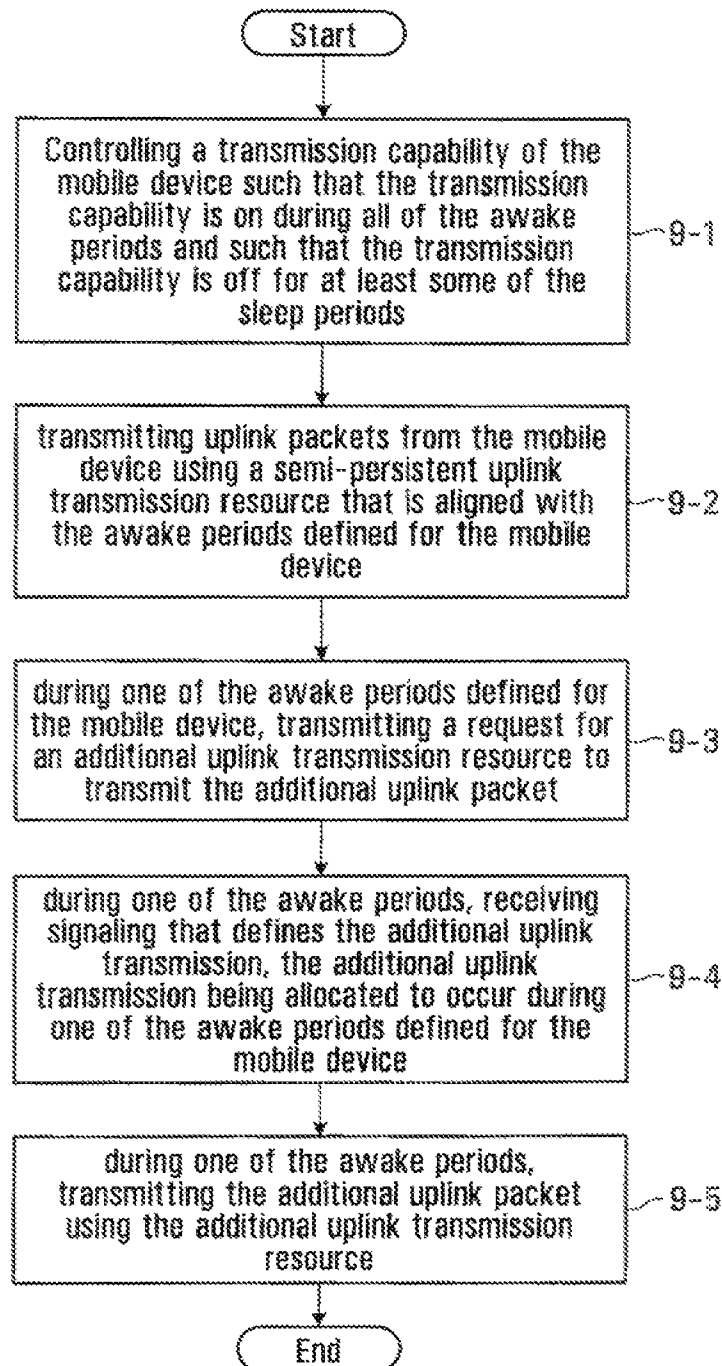 Start
Controlling a transmission capability of the
mobile device such that the transmission
capability is on during all of the awake
periods and such that the transmission
capability is off for at least some of the
sleep periods
9-1
transmitting uplink packets from the mobile
device using a semi-persistent uplink
transmission resource that is aligned with
the awake periods defined for the mobile
device
9-2
during one of the awake periods defined for
the mobile device, transmitting a request for
an additional uplink transmission resource to
transmit the additional uplink packet
9-3
during one of the awake periods, receiving
signaling that defines the additional uplink
transmission, the additional uplink
transmission being allocated to occur during
one of the awake periods defined for the
mobile device
9-4
during one of the awake periods,
transmitting the additional uplink packet
using the additional uplink transmission
resource
9-5
End